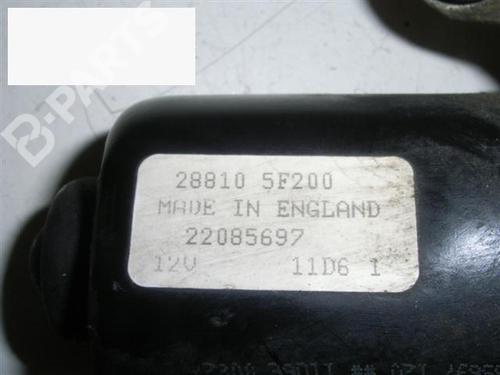 B-PARTS
28810 5F200
MADE IN ENGLAND
22085697
12V 11D6 1